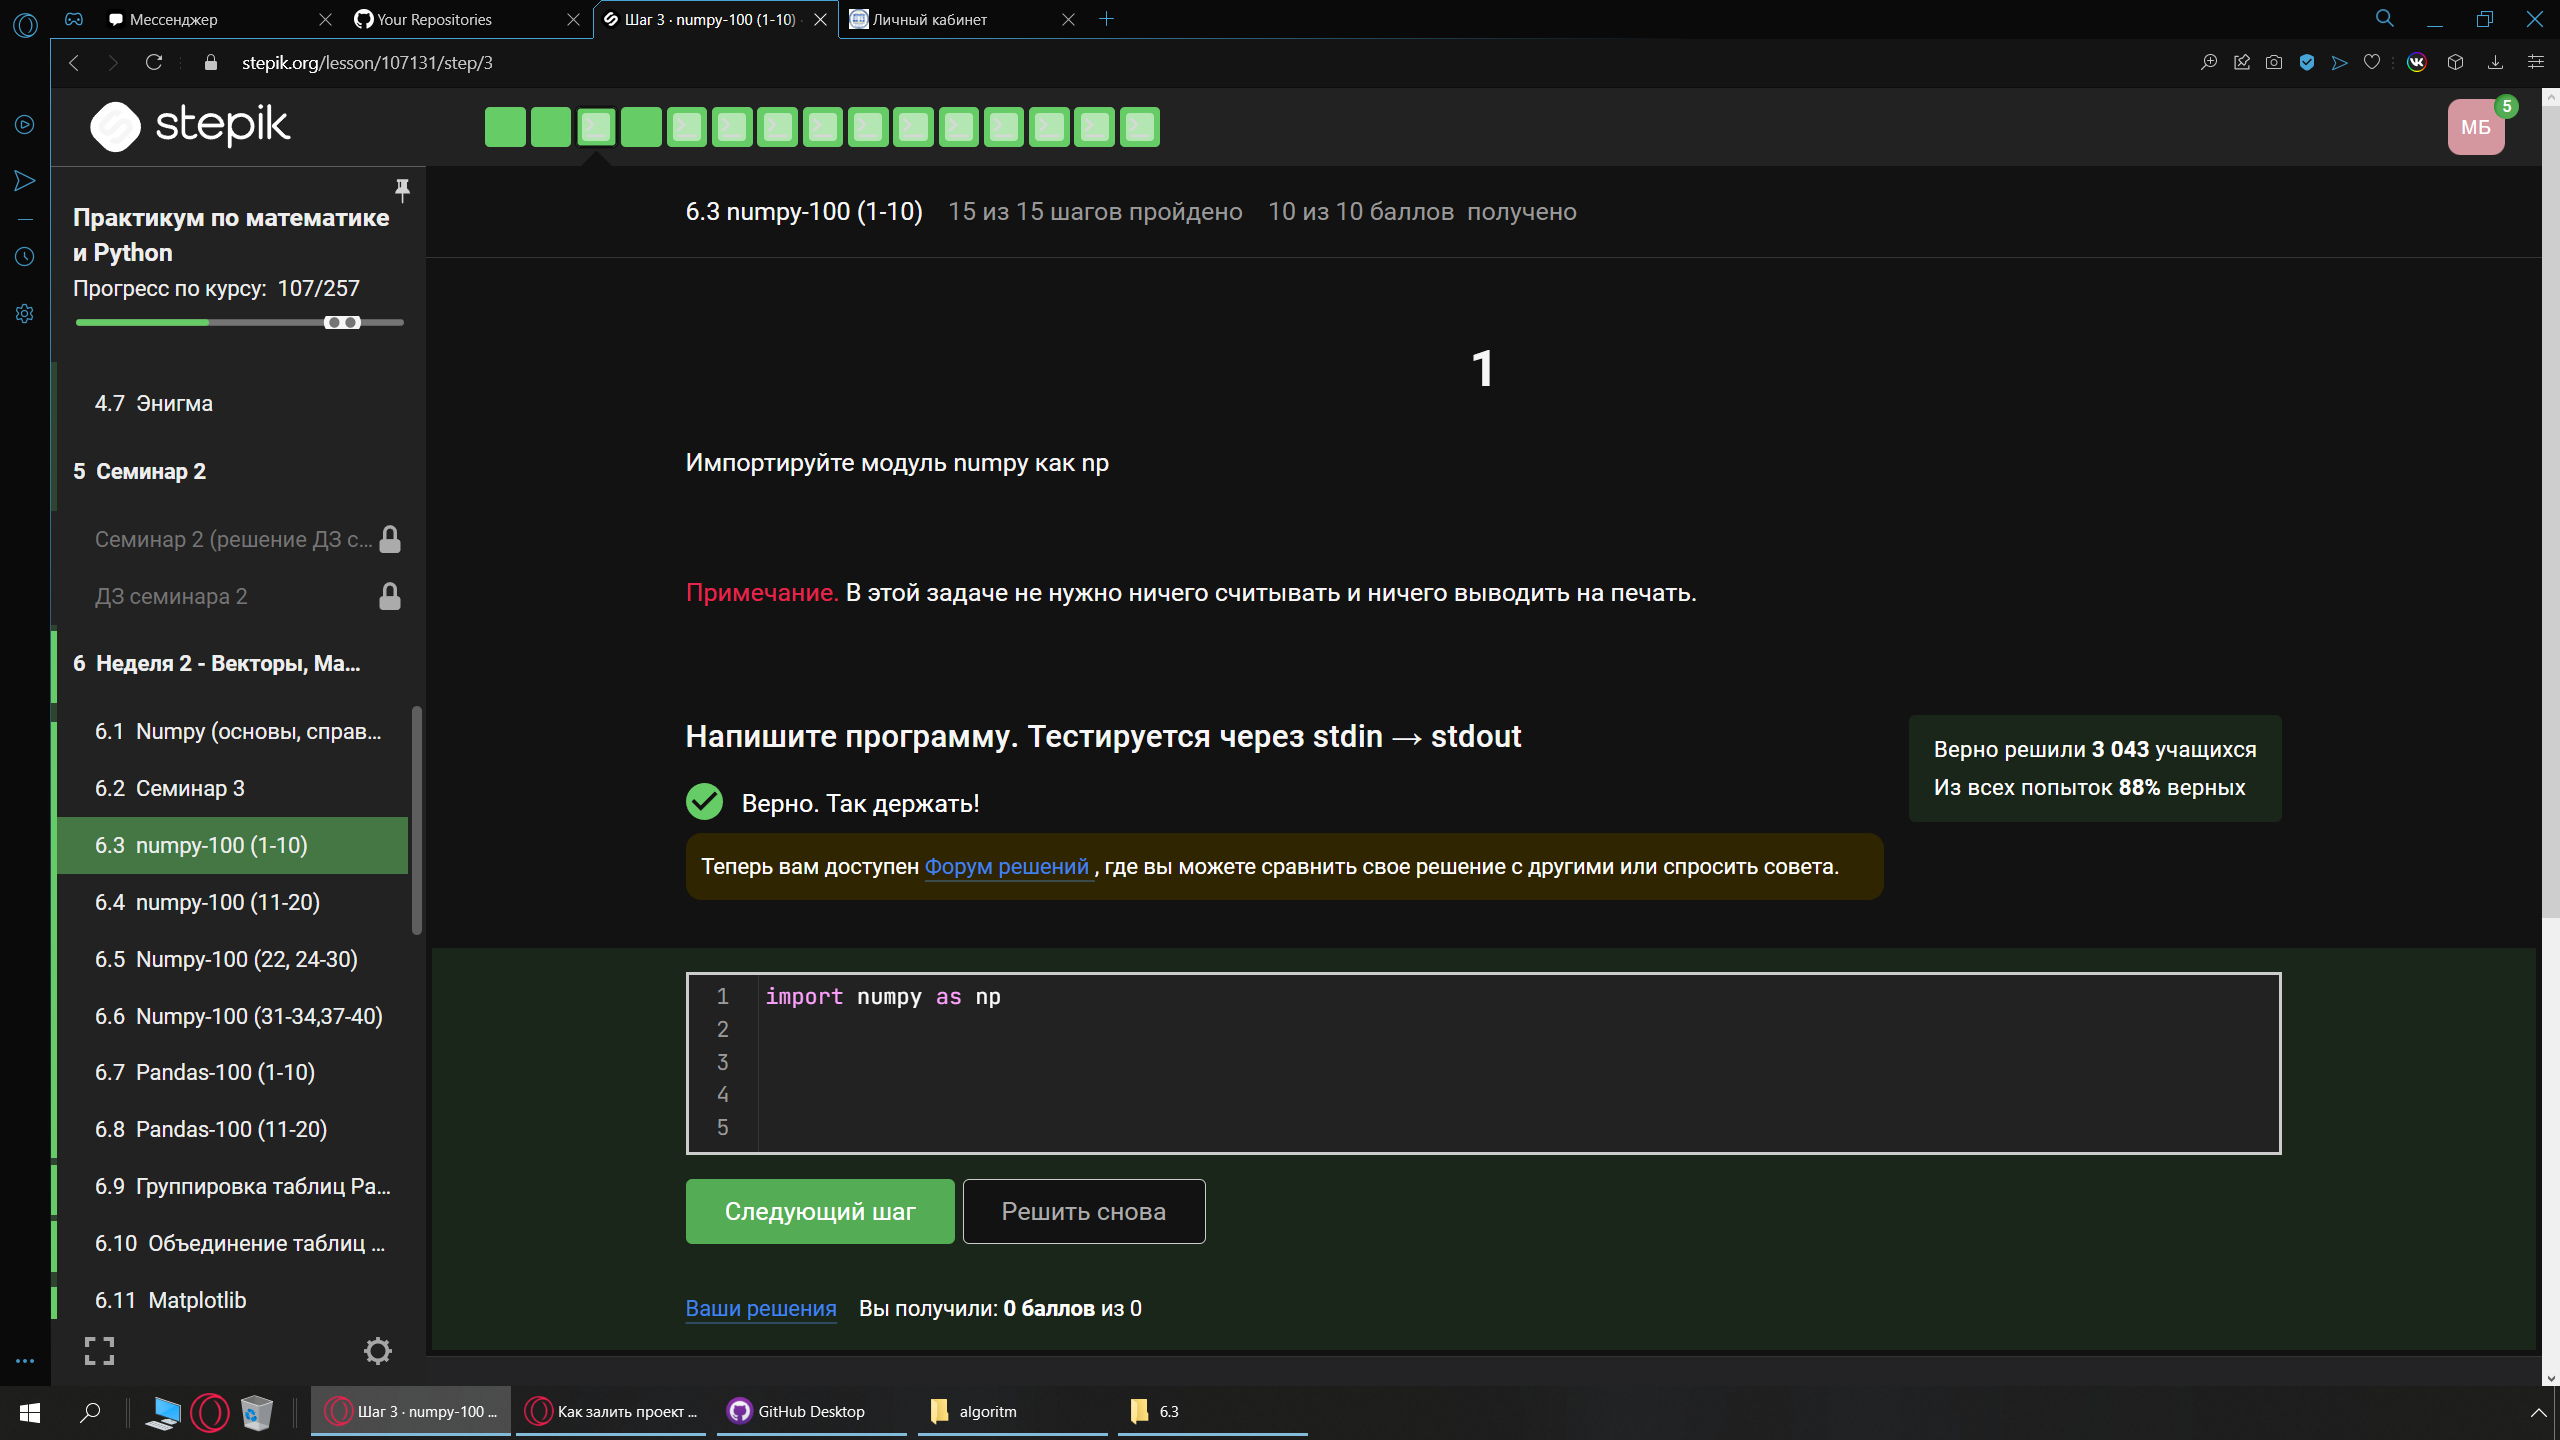 Мессенджер
Your Repositories
Шаг 3 · numpy-100 (1-10) ·
Личный кабинет
stepik.org/lesson/107131/step/3
stepik
МБ
5
Практикум по математике
и Python
Прогресс по курсу: 107/257
4.7 Энигма
5 Семинар 2
Семинар 2 (решение ДЗ с...
ДЗ семинара 2
6 Неделя 2 - Векторы, Ма...
6.1 Numpy (основы, справ...
6.2 Семинар 3
6.3 numpy-100 (1-10)
6.4 numpy-100 (11-20)
6.5 Numpy-100 (22, 24-30)
6.6 Numpy-100 (31-34,37-40)
6.7 Pandas-100 (1-10)
6.8 Pandas-100 (11-20)
6.9 Группировка таблиц Pa...
6.10 Объединение таблиц ...
6.11 Matplotlib
6.3 numpy-100 (1-10) 15 из 15 шагов пройдено 10 из 10 баллов получено
1
Импортируйте модуль numpy как np
Примечание. В этой задаче не нужно ничего считывать и ничего выводить на печать.
Напишите программу. Тестируется через stdin → stdout
Верно. Так держать!
Верно решили 3 043 учащихся
Из всех попыток 88% верных
Теперь вам доступен Форум решений , где вы можете сравнить свое решение с другими или спросить совета.
1 import numpy as np
2
3
4
5
Следующий шаг
Решить снова
Ваши решения Вы получили: 0 баллов из 0
Шаг 3 · numpy-100 ...
Как залить проект ...
GitHub Desktop
algoritm
6.3